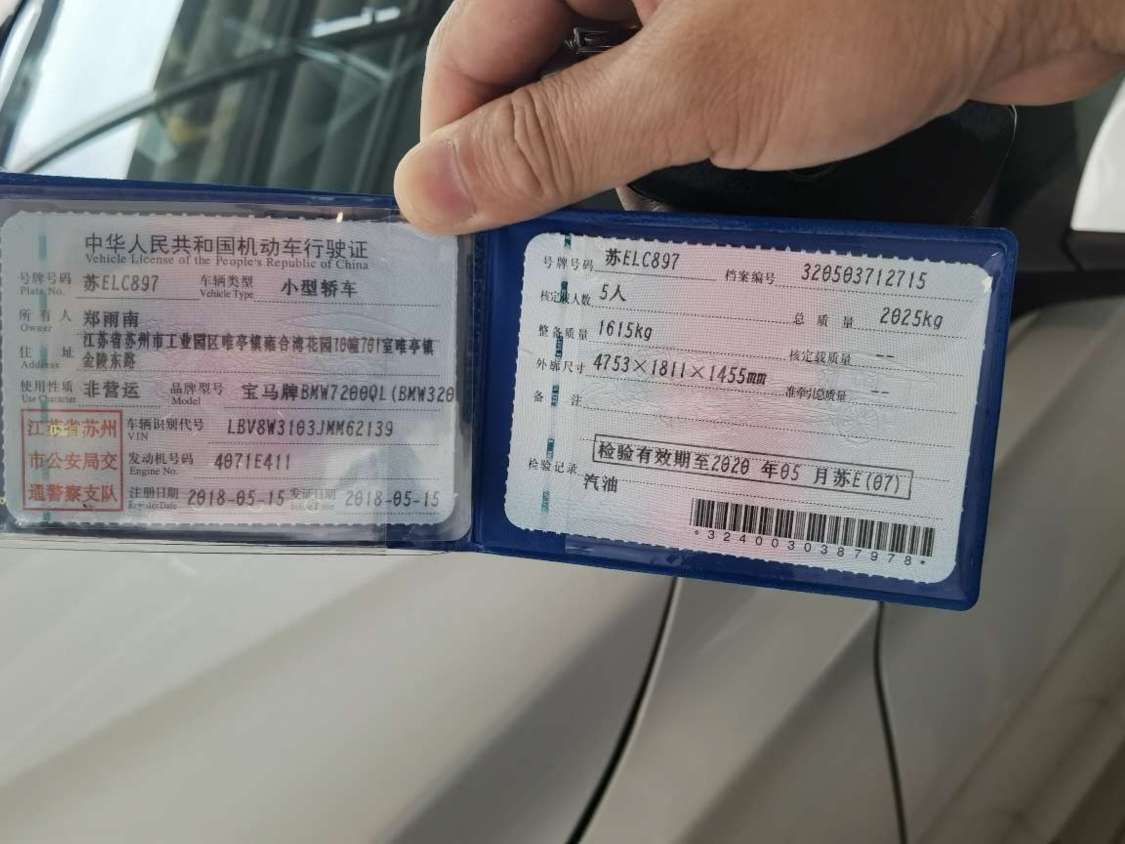 中华人民共和国机动车行驶证
Vehicle License of the People's Republic of China
号牌号码 苏ELC897 车辆类型 小型轿车
Plate No. Vehicle Type
所有人 郑雨南
Owner
住址 江苏省苏州市工业园区唯亭镇雍合湾花园10幢701室唯亭镇
Address 金陵东路
使用性质 非营运 品牌型号 宝马牌BMW7200QL(BMW320
Use Character Model
江苏省苏州
市公安局交
通警察支队
车辆识别代号 LBV8W3103JMM62139
VIN
发动机号码 4071E411
Engine No.
注册日期 2018-05-15 发证日期 2018-05-15
Register Date Issue Date
号牌号码 苏ELC897 档案编号 320503712715
核定载人数 5人 总质量 2025kg
整备质量 1615kg 核定载质量 --
外廓尺寸 4753×1811×1455mm 准牵引总质量 --
备注
检验记录 检验有效期至2020 年05 月苏E(07)
汽油
*3240030387978*